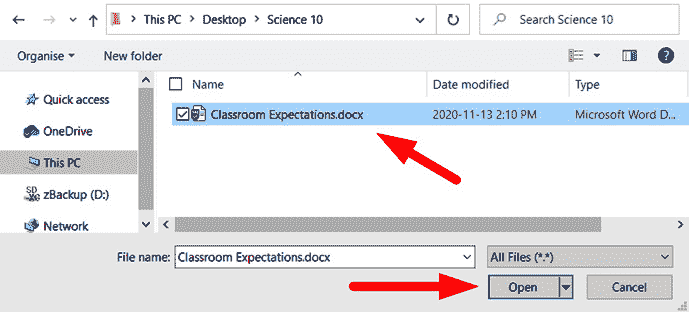 This PC > Desktop > Science 10
Search Science 10
Organise
New folder
?
Name
Date modified
Type
Quick access
Classroom Expectations.docx
2020-11-13 2:10 PM
Microsoft Word D...
OneDrive
This PC
zBackup (D:)
Network
File name:
Classroom Expectations.docx
All Files (*.*)
Open
Cancel